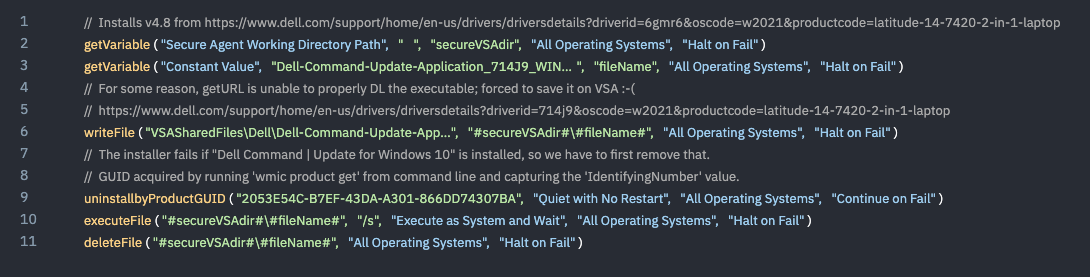 1 // Installs v4.8 from https://www.dell.com/support/home/en-us/drivers/driversdetails?driverid=6gmr6&oscode=w2021&productcode=latitude-14-7420-2-in-1-laptop
2 getVariable ("Secure Agent Working Directory Path", " ", "secureVSAdir", "All Operating Systems", "Halt on Fail")
3 getVariable ("Constant Value", "Dell-Command-Update-Application_714J9_WIN... ", "fileName", "All Operating Systems", "Halt on Fail")
4 // For some reason, getURL is unable to properly DL the executable; forced to save it on VSA :-(
5 // https://www.dell.com/support/home/en-us/drivers/driversdetails?driverid=714j9&oscode=w2021&productcode=latitude-14-7420-2-in-1-laptop
6 writeFile ("VSASharedFiles\Dell\Dell-Command-Update-App...", "#secureVSAdir#\#fileName#", "All Operating Systems", "Halt on Fail")
7 // The installer fails if "Dell Command | Update for Windows 10" is installed, so we have to first remove that.
8 // GUID acquired by running 'wmic product get' from command line and capturing the 'IdentifyingNumber' value.
9 uninstallbyProductGUID ("2053E54C-B7EF-43DA-A301-866DD74307BA", "Quiet with No Restart", "All Operating Systems", "Continue on Fail")
10 executeFile ("#secureVSAdir#\#fileName#", "/s", "Execute as System and Wait", "All Operating Systems", "Halt on Fail")
11 deleteFile ("#secureVSAdir#\#fileName#", "All Operating Systems", "Halt on Fail")